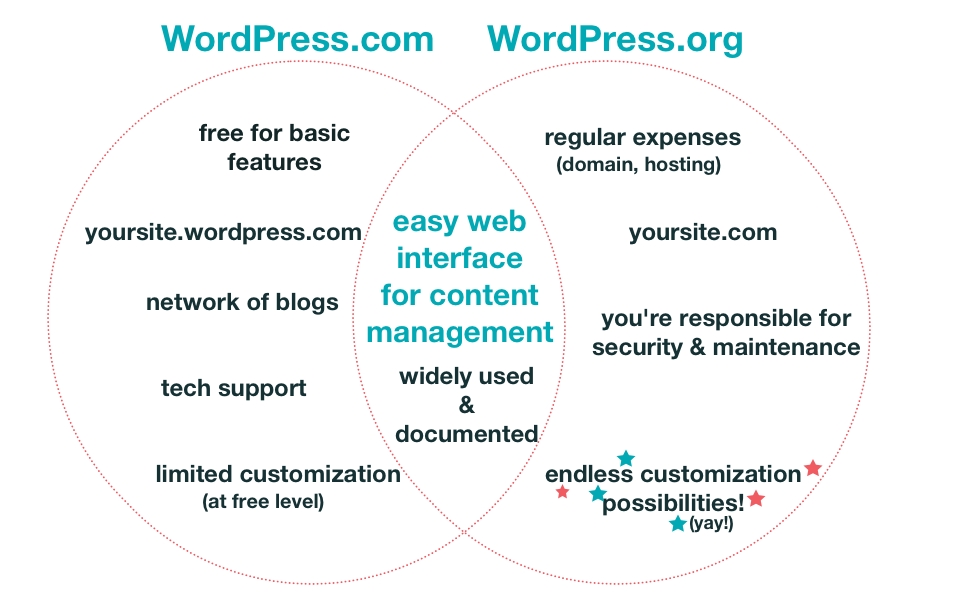 WordPress.com
WordPress.org
free for basic
features
yoursite.wordpress.com
network of blogs
tech support
limited customization
(at free level)
easy web
interface
for content
management
widely used
&
documented
regular expenses
(domain, hosting)
yoursite.com
you're responsible for
security & maintenance
endless customization
possibilities!
(yay!)